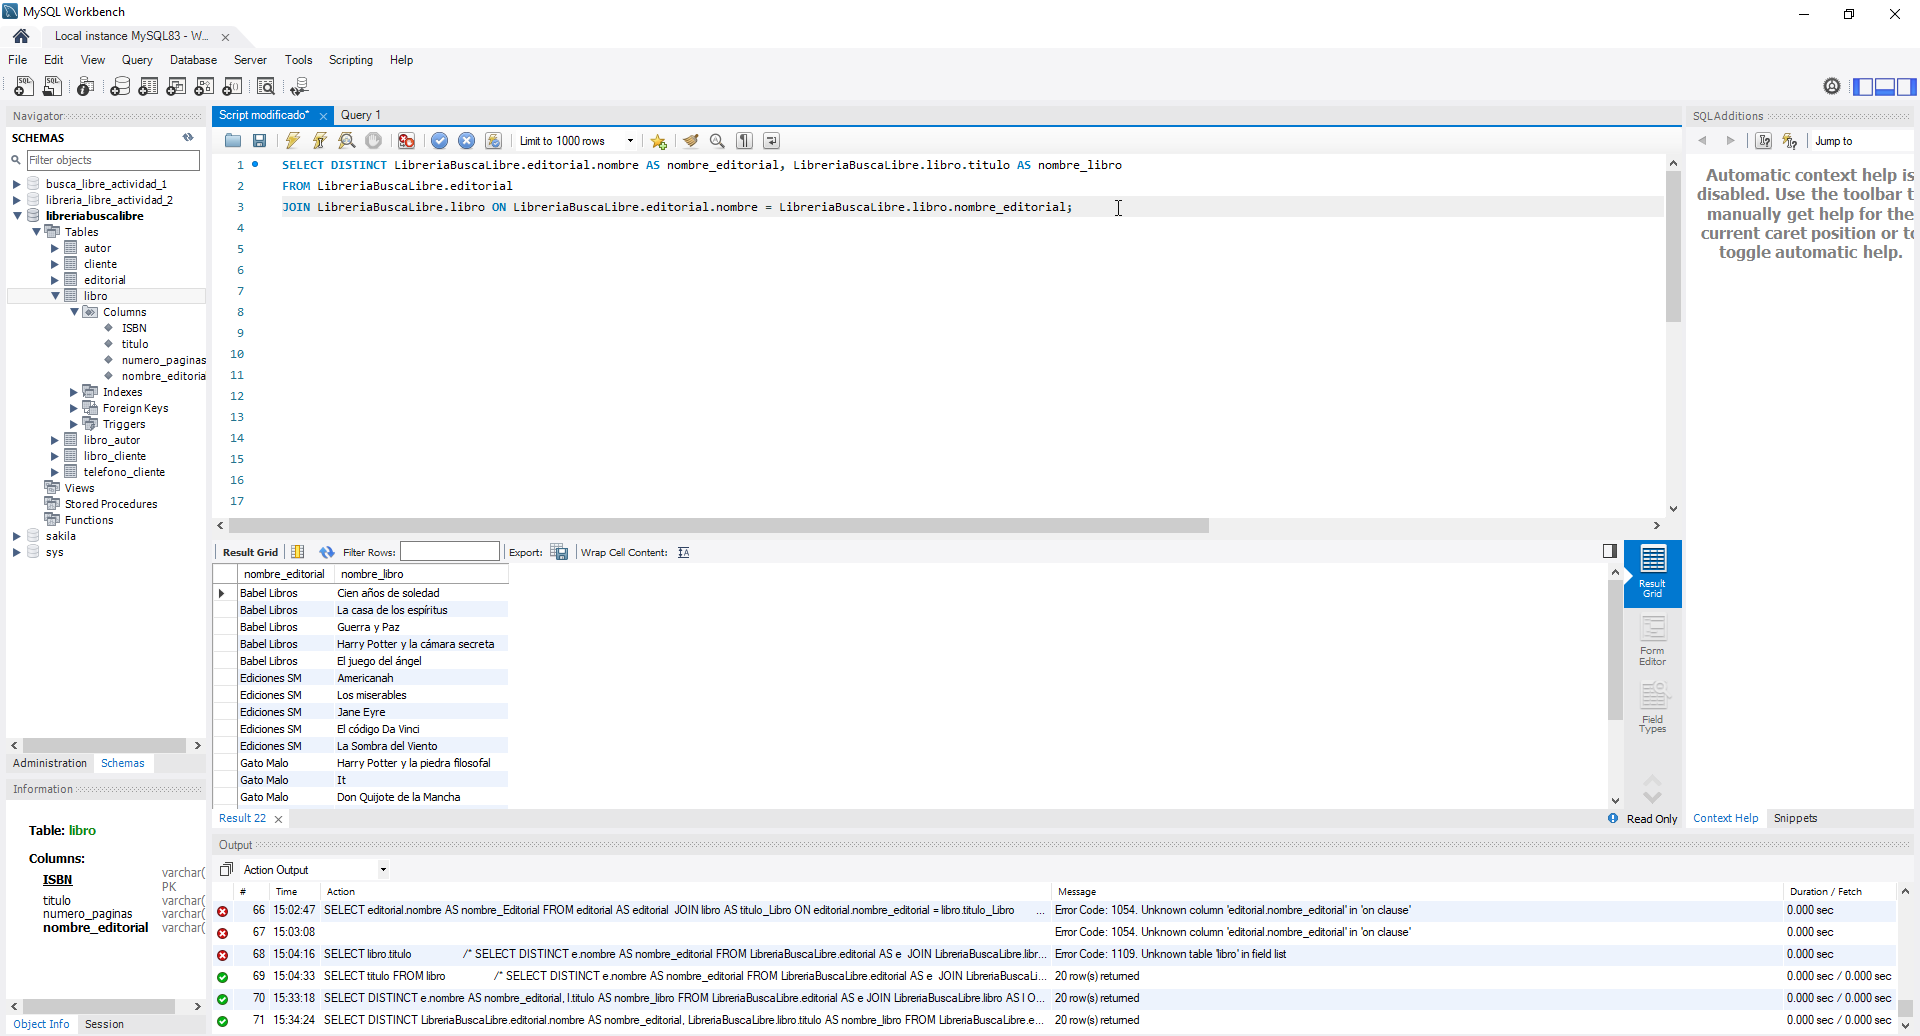 MySQL Workbench
Local instance MySQL83 - W...
File Edit View Query Database Server Tools Scripting Help
Navigator
SCHEMAS
Filter objects
busca_libre_actividad_1
libreria_libre_actividad_2
libreriabuscalibre
Tables
autor
cliente
editorial
libro
Columns
ISBN
titulo
numero_paginas
nombre_editoria
Indexes
Foreign Keys
Triggers
libro_autor
libro_cliente
telefono_cliente
Views
Stored Procedures
Functions
sakila
sys
Administration Schemas
Information
Table: libro
Columns:
ISBN varchar(
PK
titulo varchar(
numero_paginas varchar(
nombre_editorial varchar(
Object Info Session
Script modificado* Query 1
Limit to 1000 rows
1 SELECT DISTINCT LibreriaBuscaLibre.editorial.nombre AS nombre_editorial, LibreriaBuscaLibre.libro.titulo AS nombre_libro
2 FROM LibreriaBuscaLibre.editorial
3 JOIN LibreriaBuscaLibre.libro ON LibreriaBuscaLibre.editorial.nombre = LibreriaBuscaLibre.libro.nombre_editorial;
4
5
6
7
8
9
10
11
12
13
14
15
16
17
Result Grid Filter Rows: Export: Wrap Cell Content:
nombre_editorial nombre_libro
Babel Libros Cien años de soledad
Babel Libros La casa de los espíritus
Babel Libros Guerra y Paz
Babel Libros Harry Potter y la cámara secreta
Babel Libros El juego del ángel
Ediciones SM Americanah
Ediciones SM Los miserables
Ediciones SM Jane Eyre
Ediciones SM El código Da Vinci
Ediciones SM La Sombra del Viento
Gato Malo Harry Potter y la piedra filosofal
Gato Malo It
Gato Malo Don Quijote de la Mancha
Result
Grid
Form
Editor
Field
Types
Result 22
Read Only
SQLAdditions
Jump to
Automatic context help is
disabled. Use the toolbar t
manually get help for the
current caret position or to
toggle automatic help.
Context Help Snippets
Output
Action Output
# Time Action Message Duration / Fetch
66 15:02:47 SELECT editorial.nombre AS nombre_Editorial FROM editorial AS editorial JOIN libro AS titulo_Libro ON editorial.nombre_editorial = libro.titulo_Libro ... Error Code: 1054. Unknown column 'editorial.nombre_editorial' in 'on clause' 0.000 sec
67 15:03:08 Error Code: 1054. Unknown column 'editorial.nombre_editorial' in 'on clause' 0.000 sec
68 15:04:16 SELECT libro.titulo /* SELECT DISTINCT e.nombre AS nombre_editorial FROM LibreriaBuscaLibre.editorial AS e JOIN LibreriaBuscaLibre.libr... Error Code: 1109. Unknown table 'libro' in field list 0.000 sec
69 15:04:33 SELECT titulo FROM libro /* SELECT DISTINCT e.nombre AS nombre_editorial FROM LibreriaBuscaLibre.editorial AS e JOIN LibreriaBuscaLi... 20 row(s) returned 0.000 sec / 0.000 sec
70 15:33:18 SELECT DISTINCT e.nombre AS nombre_editorial, l.titulo AS nombre_libro FROM LibreriaBuscaLibre.editorial AS e JOIN LibreriaBuscaLibre.libro AS l O... 20 row(s) returned 0.000 sec / 0.000 sec
71 15:34:24 SELECT DISTINCT LibreriaBuscaLibre.editorial.nombre AS nombre_editorial, LibreriaBuscaLibre.libro.titulo AS nombre_libro FROM LibreriaBuscaLibre.e... 20 row(s) returned 0.000 sec / 0.000 sec